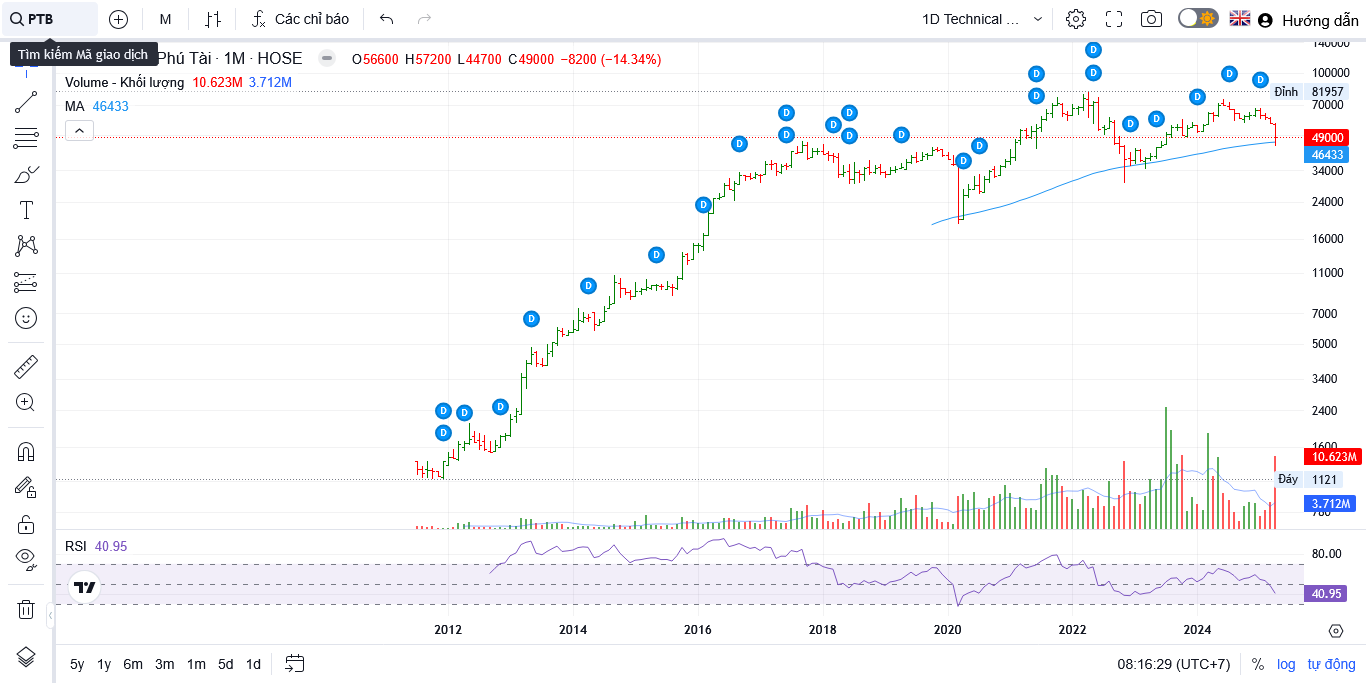 PTB
M
Các chỉ báo
1D Technical ...
Hướng dẫn
Tìm kiếm Mã giao dịch
Phú Tài · 1M · HOSE
O56600 H57200 L44700 C49000 −8200 (−14.34%)
Volume - Khối lượng 10.623M 3.712M
MA 46433
D D D D D D D D D D D D D D D D D D D D D D D D D D
140000
100000
Đỉnh 81957
70000
49000
46433
34000
24000
16000
11000
7000
5000
3400
2400
1600
10.623M
Đáy 1121
3.712M
780
RSI 40.95
80.00
40.95
2012 2014 2016 2018 2020 2022 2024
5y 1y 6m 3m 1m 5d 1d
08:16:29 (UTC+7) % log tự động